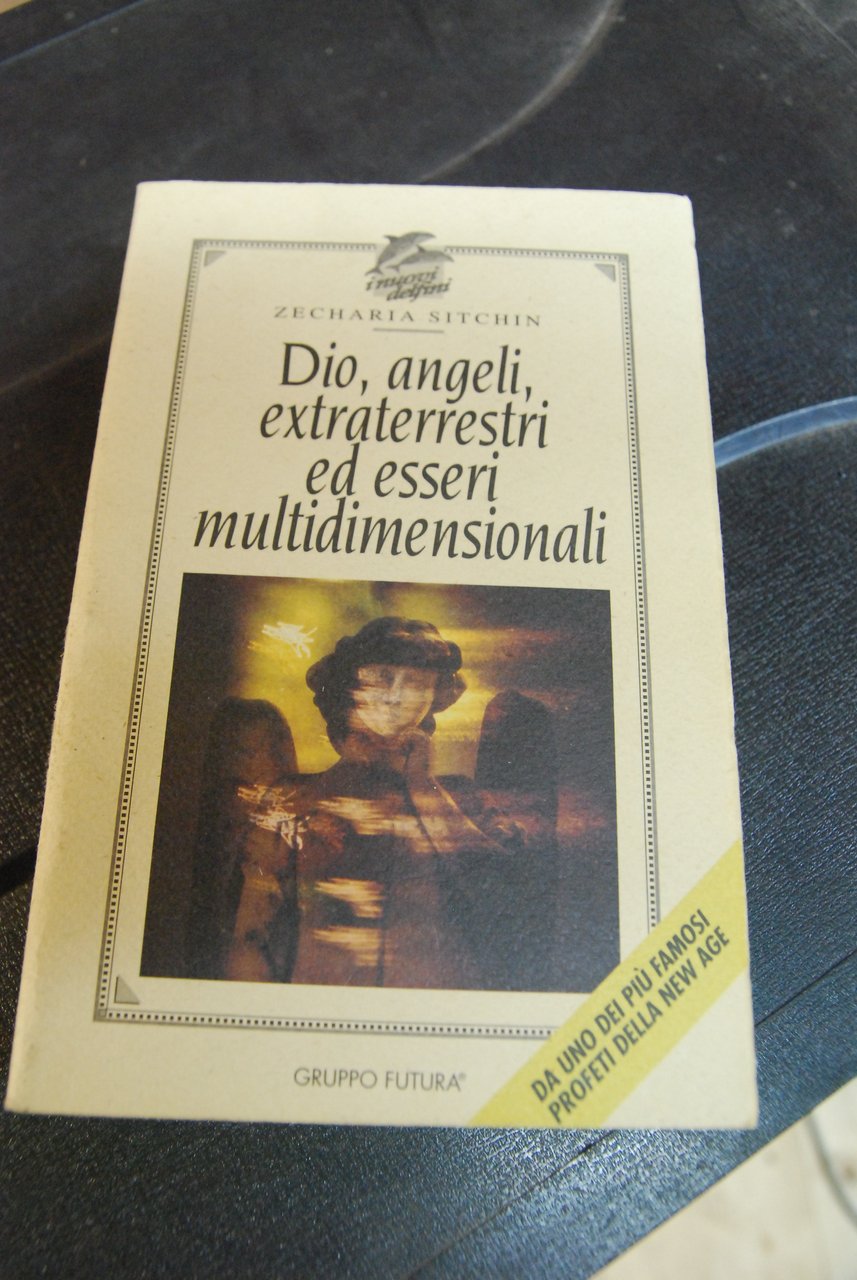 i nuovi
delfini
ZECHARIA SITCHIN
Dio, angeli,
extraterrestri
ed esseri
multidimensionali
DA UNO DEI PIÙ FAMOSI
PROFETI DELLA NEW AGE
GRUPPO FUTURA®